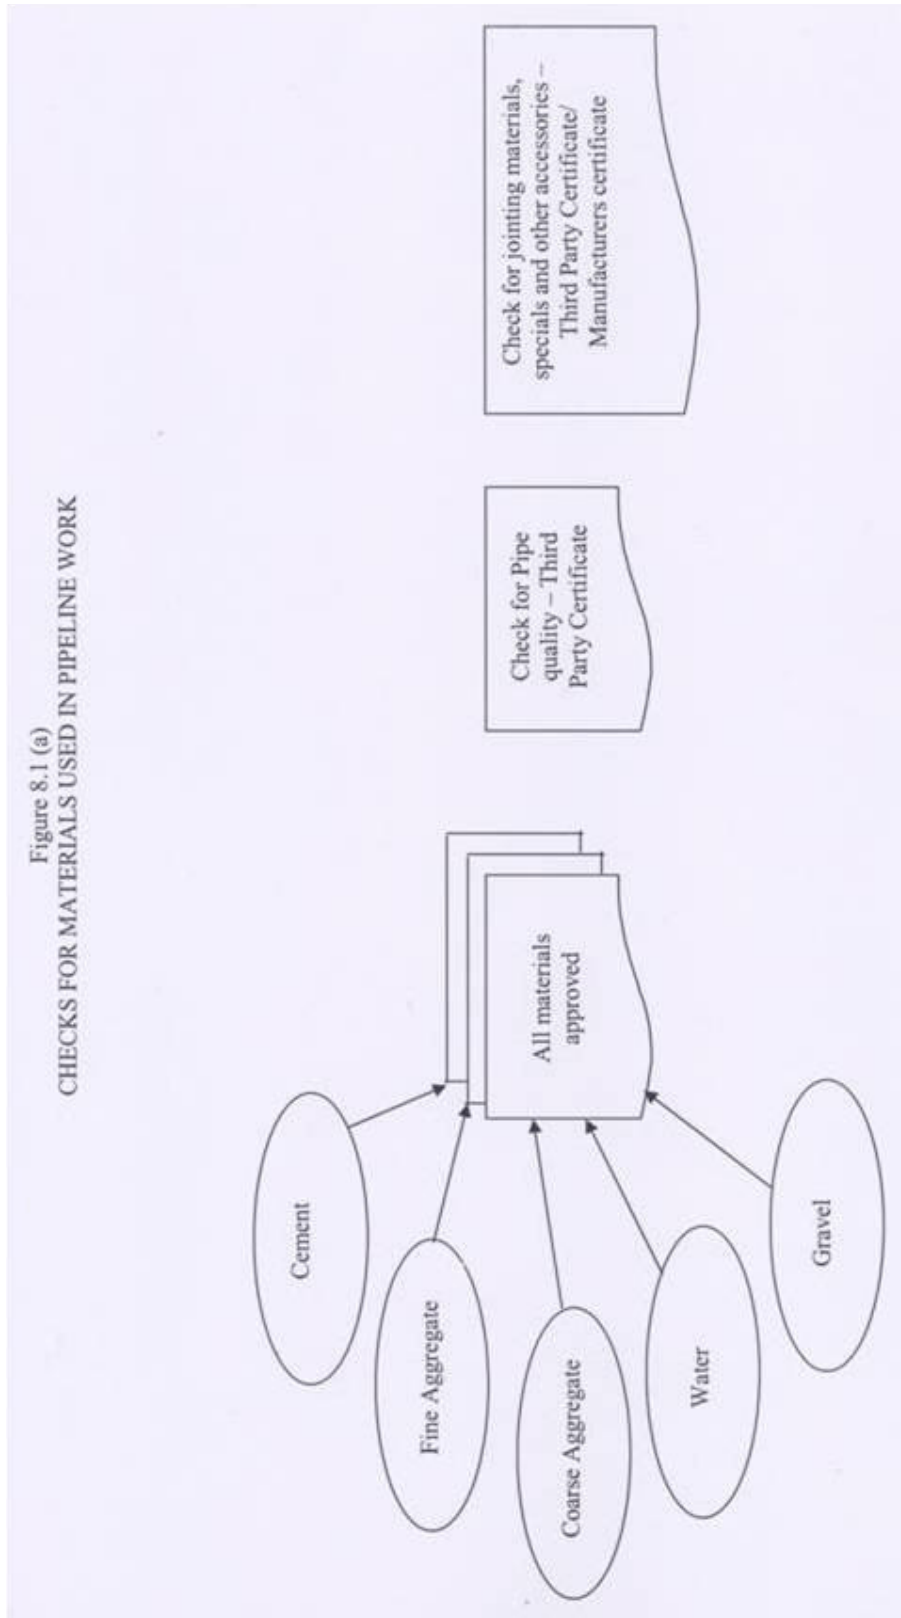 Figure 8.1 (a)
CHECKS FOR MATERIALS USED IN PIPELINE WORK
Cement
Fine Aggregate
Coarse Aggregate
Water
Gravel
All materials
approved
Check for Pipe
quality – Third
Party Certificate
Check for jointing materials,
specials and other accessories –
Third Party Certificate/
Manufacturers certificate